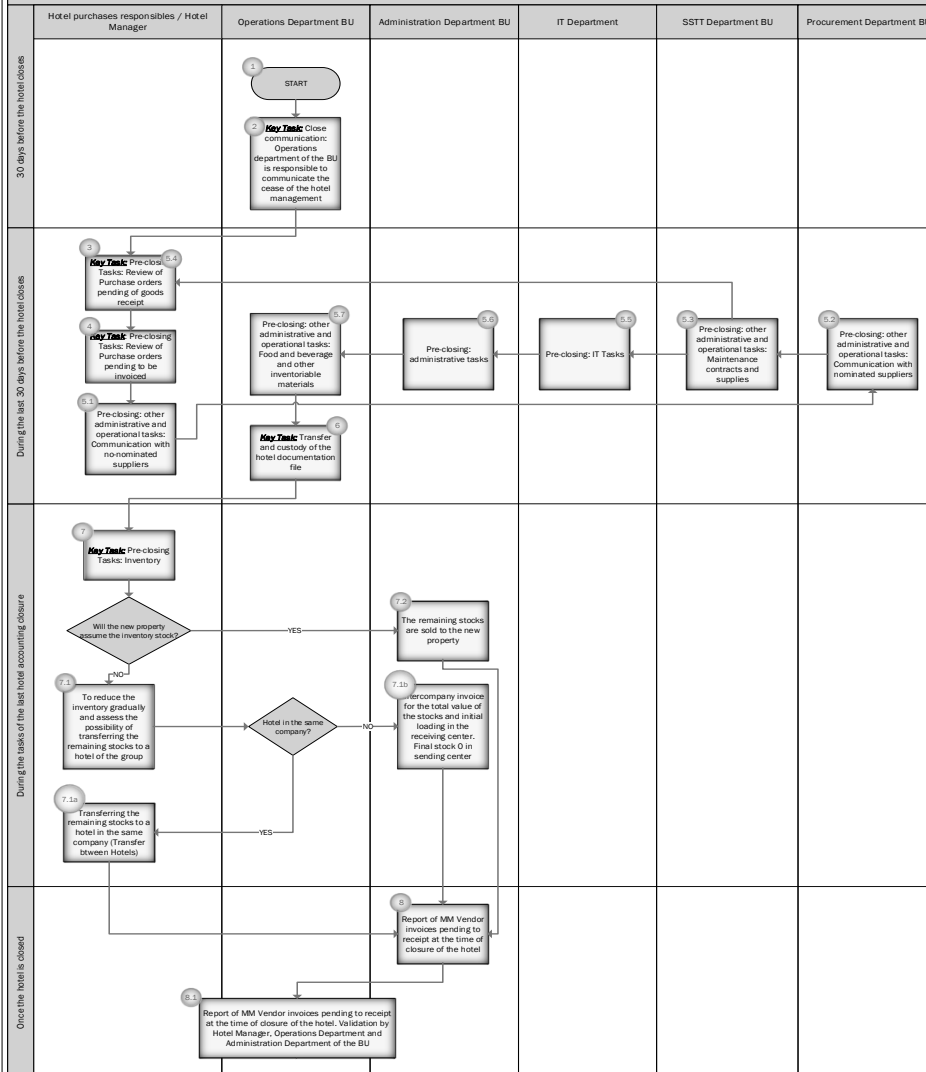 Hotel purchases responsibles / Hotel
Manager
Operations Department BU
Administration Department BU
IT Department
SSTT Department BU
Procurement Department BU
30 days before the hotel closes
1
START
2
Key Task: Close
communication:
Operations
department of the BU
is responsible to
communicate the
cease of the hotel
management
During the last 30 days before the hotel closes
3
5.4
Key Task: Pre-closing
Tasks: Review of
Purchase orders
pending of goods
receipt
4
Key Task: Pre-closing
Tasks: Review of
Purchase orders
pending to be
invoiced
5.1
Pre-closing: other
administrative and
operational tasks:
Communication with
no-nominated
suppliers
5.7
Pre-closing: other
administrative and
operational tasks:
Food and beverage
and other
inventoriable
materials
5.6
Pre-closing:
administrative tasks
5.5
Pre-closing: IT Tasks
5.3
Pre-closing: other
administrative and
operational tasks:
Maintenance
contracts and
supplies
5.2
Pre-closing: other
administrative and
operational tasks:
Communication with
nominated suppliers
6
Key Task: Transfer
and custody of the
hotel documentation
file
During the tasks of the last hotel accounting closure
7
Key Task: Pre-closing
Tasks: Inventory
Will the new property
assume the inventory stock?
YES
NO
7.2
The remaining stocks
are sold to the new
property
7.1
To reduce the
inventory gradually
and assess the
possibility of
transferring the
remaining stocks to a
hotel of the group
Hotel in the same
company?
NO
YES
7.1b
tercompany invoice
for the total value of
the stocks and initial
loading in the
receiving center.
Final stock 0 in
sending center
7.1a
Transferring the
remaining stocks to a
hotel in the same
company (Transfer
btween Hotels)
Once the hotel is closed
8
Report of MM Vendor
invoices pending to
receipt at the time of
closure of the hotel
8.1
Report of MM Vendor invoices pending to receipt
at the time of closure of the hotel. Validation by
Hotel Manager, Operations Department and
Administration Department of the BU